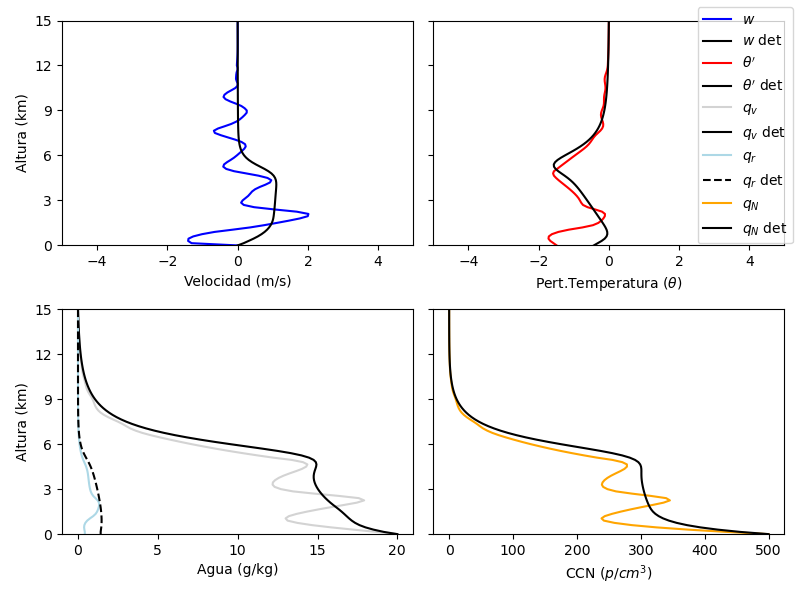 Altura (km)
15
12
9
6
3
0
−4
−2
0
2
4
Velocidad (m/s)
−4
−2
0
2
4
Pert.Temperatura (θ)
w
w det
θ′
θ′ det
q_v
q_v det
q_r
q_r det
q_N
q_N det
Altura (km)
15
12
9
6
3
0
0
5
10
15
20
Agua (g/kg)
0
100
200
300
400
500
CCN (p/cm³)